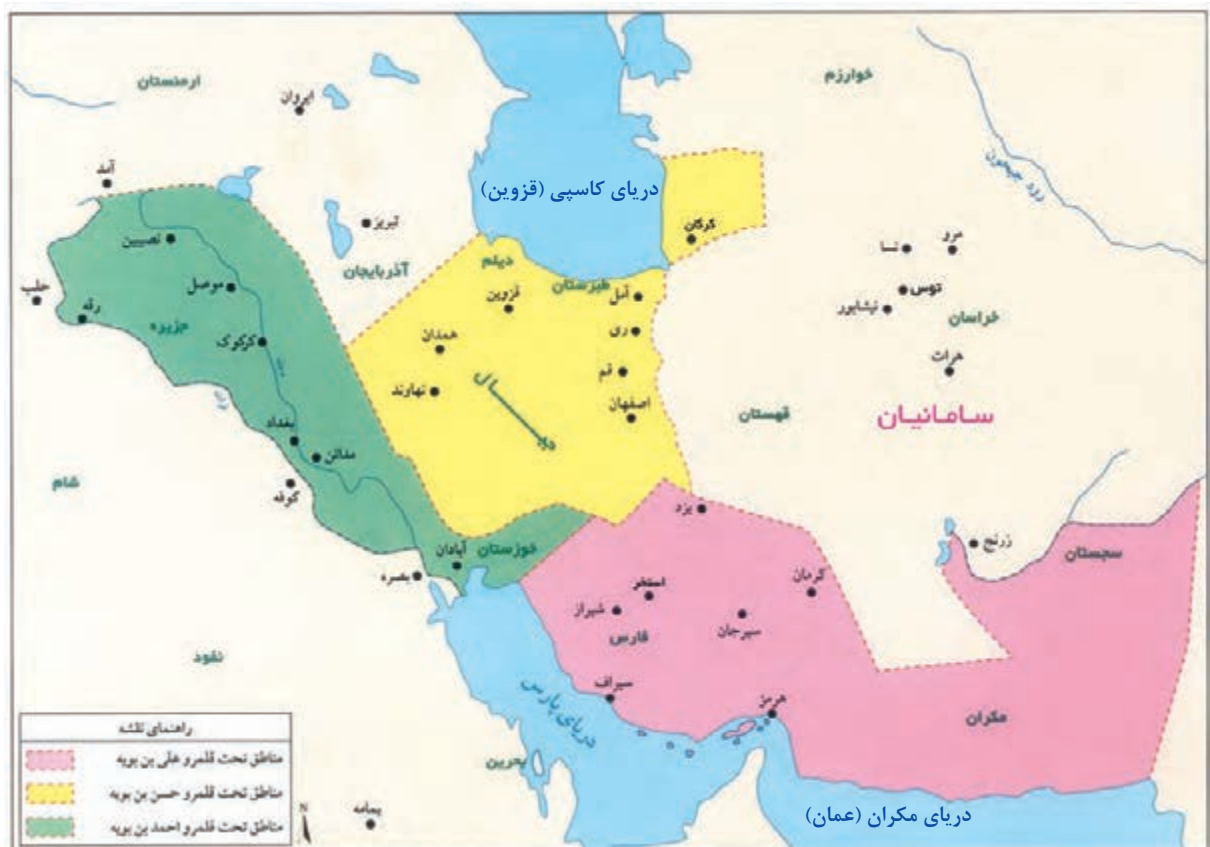 خوارزم
ارمنستان
ایروان
رود جیحون
آمد
دریای کاسپی (قزوین)
گرگان
تبریز
نصیبین
نسا
مرو
دیلم
آذربایجان
طبرستان
موصل
حلب
قزوین
آمل
توس
نیشابور
رقه
جزیره
ری
خراسان
کرکوک
همدان
هرات
قم
نهاوند
جبال
اصفهان
قهستان
سامانیان
بغداد
مدائن
کوفه
شام
یزد
خوزستان
آبادان
زرنج
سجستان
بصره
استخر
کرمان
شیراز
سیرجان
فارس
نفود
سیراف
هرمز
مکران
دریای پارس
بحرین
یمامه
دریای مکران (عمان)
راهنمای نقشه
مناطق تحت قلمرو علی بن بویه
مناطق تحت قلمرو حسن بن بویه
مناطق تحت قلمرو احمد بن بویه
N